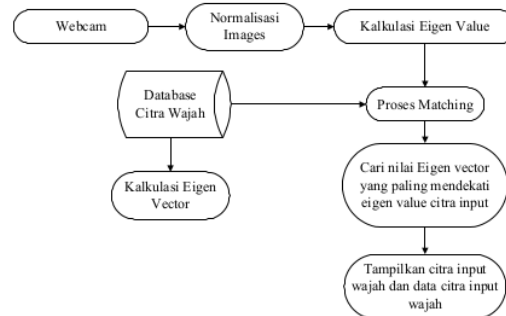 Webcam
Normalisasi
Images
Kalkulasi Eigen Value
Database
Citra Wajah
Proses Matching
Kalkulasi Eigen
Vector
Cari nilai Eigen vector
yang paling mendekati
eigen value citra input
Tampilkan citra input
wajah dan data citra input
wajah